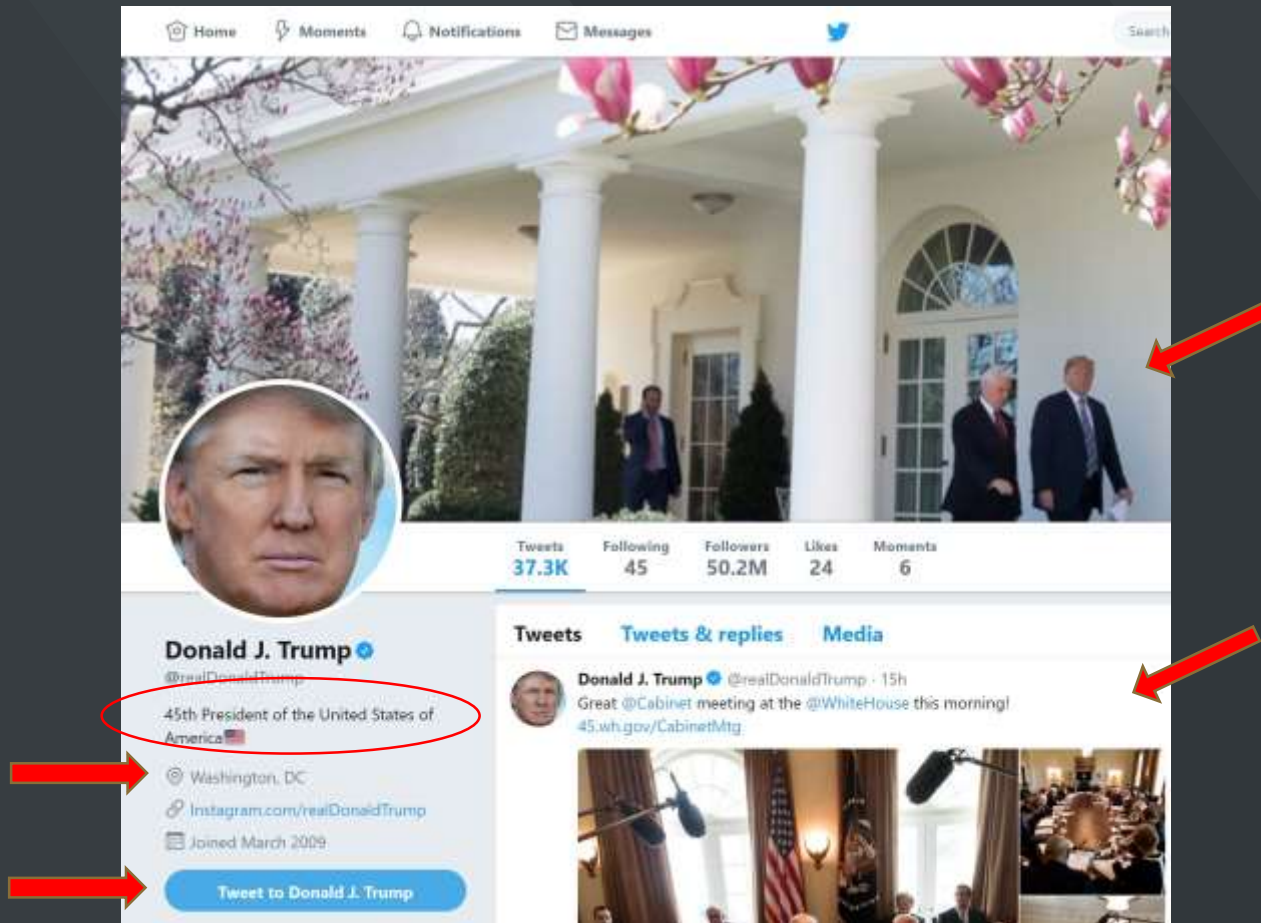 Home Moments Notifications Messages Search
Tweets Following Followers Likes Moments
37.3K 45 50.2M 24 6
Donald J. Trump
@realDonaldTrump
45th President of the United States of
America
Washington, DC
Instagram.com/realDonaldTrump
Joined March 2009
Tweet to Donald J. Trump
Tweets Tweets & replies Media
Donald J. Trump @realDonaldTrump · 15h
Great @Cabinet meeting at the @WhiteHouse this morning!
45.wh.gov/CabinetMtg